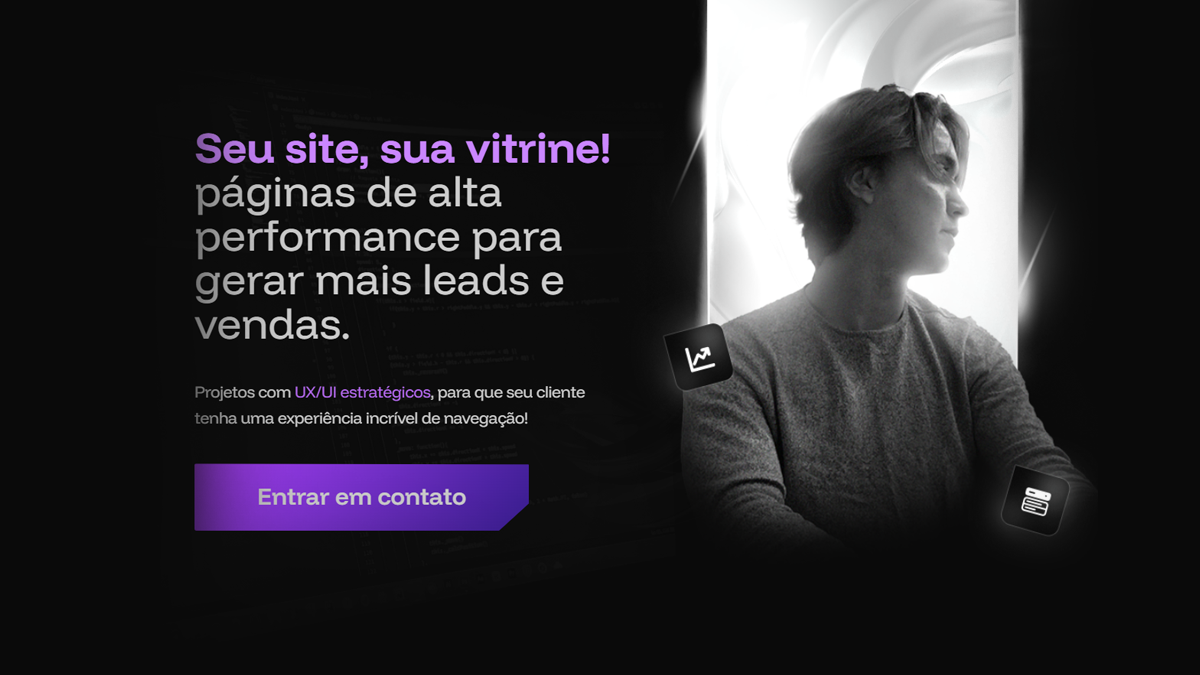 Seu site, sua vitrine!
páginas de alta
performance para
gerar mais leads e
vendas.
Projetos com UX/UI estratégicos, para que seu cliente
tenha uma experiência incrível de navegação!
Entrar em contato